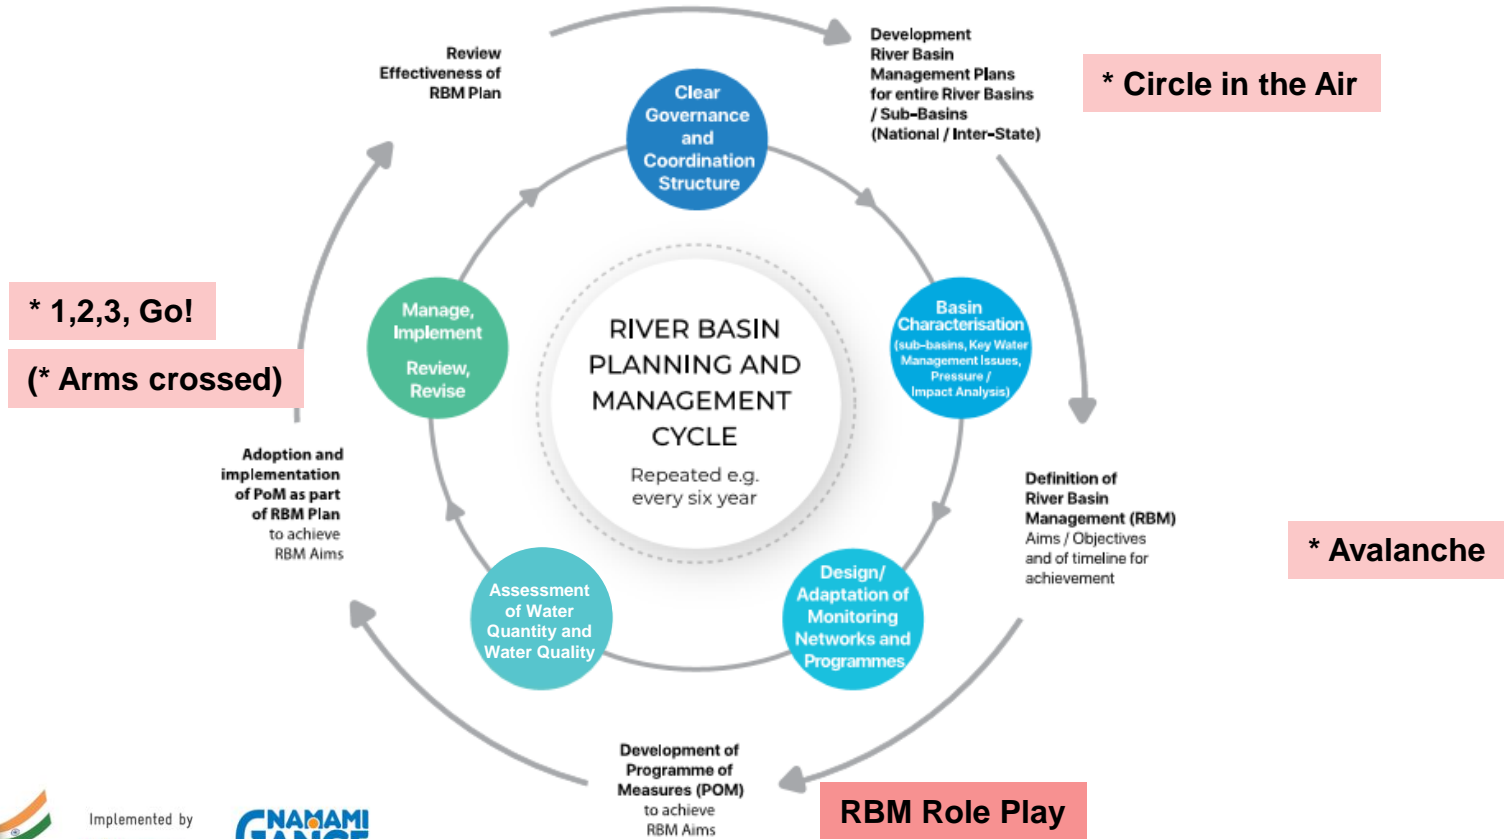 Review
Effectiveness of
RBM Plan
Development
River Basin
Management Plans
for entire River Basins
/ Sub-Basins
(National / Inter-State)
* Circle in the Air
Clear
Governance
and
Coordination
Structure
* 1,2,3, Go!
(* Arms crossed)
Manage,
Implement
Review,
Revise
RIVER BASIN
PLANNING AND
MANAGEMENT
CYCLE
Repeated e.g.
every six year
Basin
Characterisation
(sub-basins, Key Water
Management Issues,
Pressure /
Impact Analysis)
Adoption and
implementation
of PoM as part
of RBM Plan
to achieve
RBM Aims
Definition of
River Basin
Management (RBM)
Aims / Objectives
and of timeline for
achievement
* Avalanche
Assessment
of Water
Quantity and
Water Quality
Design/
Adaptation of
Monitoring
Networks and
Programmes
Development of
Programme of
Measures (POM)
to achieve
RBM Aims
RBM Role Play
Implemented by
NAMAMI